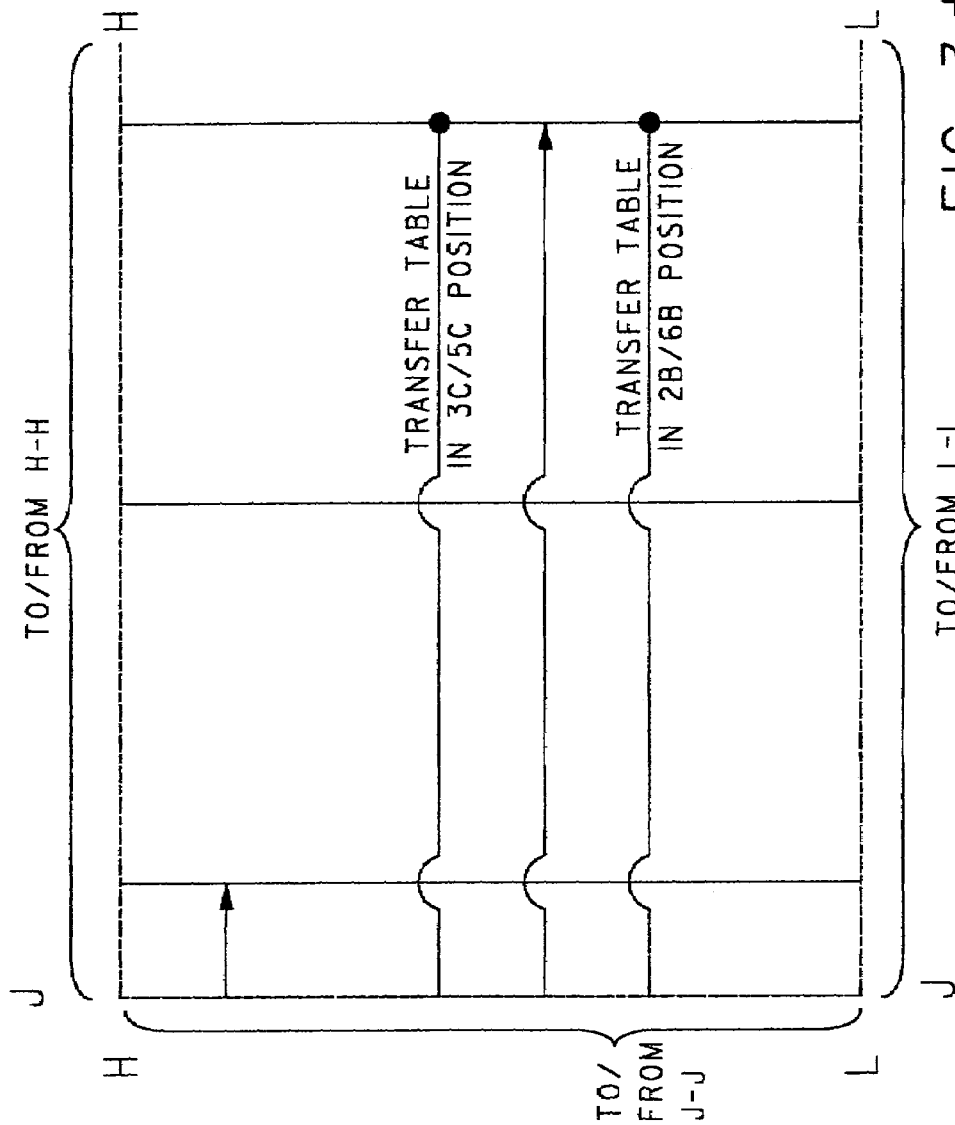 H
TO/FROM H-H
J
H
TRANSFER TABLE
IN 3C/5C POSITION
TRANSFER TABLE
IN 2B/6B POSITION
TO/
FROM
J-J
L
L
J